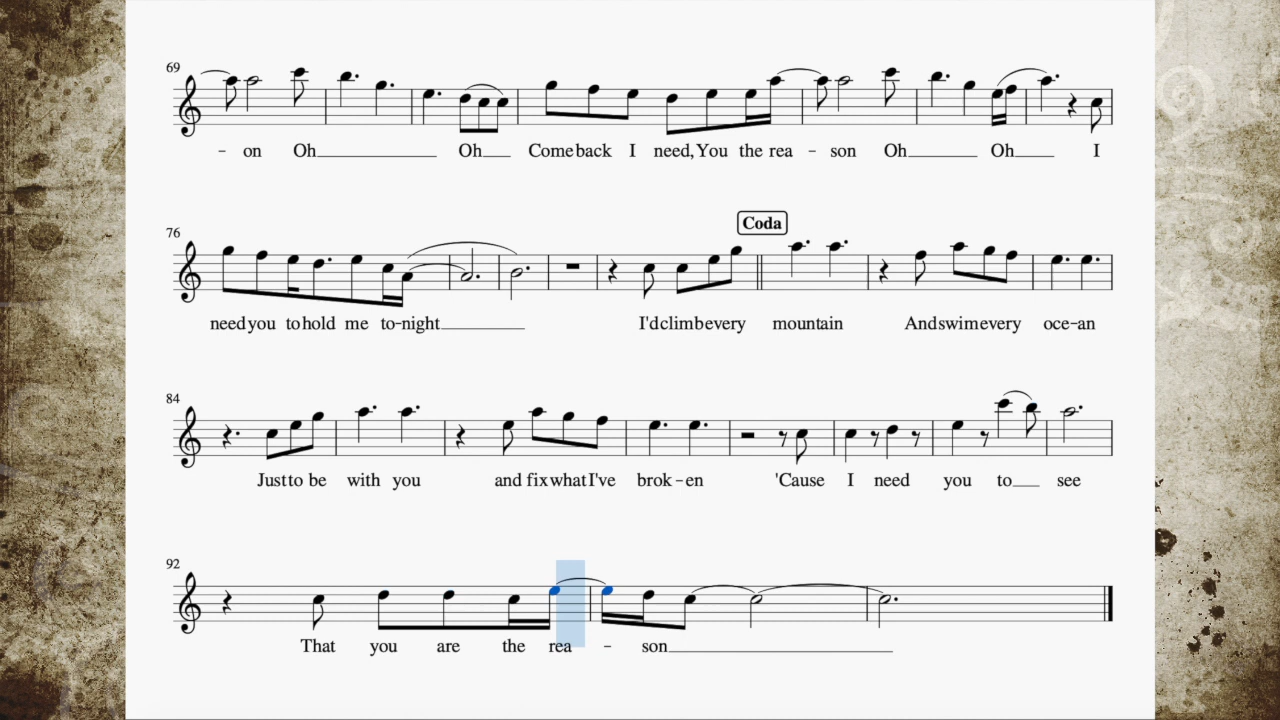 69
- on Oh Oh Come back I need, You the rea - son Oh Oh I
Coda
76
need you to hold me to-night I'd climb every mountain And swim every oce-an
84
Just to be with you and fix what I've brok-en 'Cause I need you to see
92
That you are the rea - son